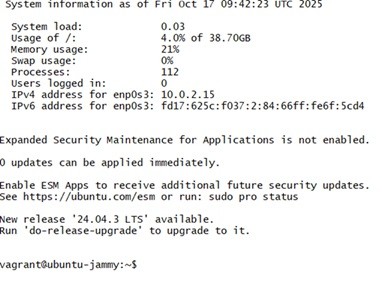 System information as of Fri Oct 17 09:42:23 UTC 2025
System load: 0.03
Usage of /: 4.0% of 38.70GB
Memory usage: 21%
Swap usage: 0%
Processes: 112
Users logged in: 0
IPv4 address for enp0s3: 10.0.2.15
IPv6 address for enp0s3: fd17:625c:f037:2:84:66ff:fe6f:5cd4
Expanded Security Maintenance for Applications is not enabled.
0 updates can be applied immediately.
Enable ESM Apps to receive additional future security updates.
See https://ubuntu.com/esm or run: sudo pro status
New release '24.04.3 LTS' available.
Run 'do-release-upgrade' to upgrade to it.
vagrant@ubuntu-jammy:~$